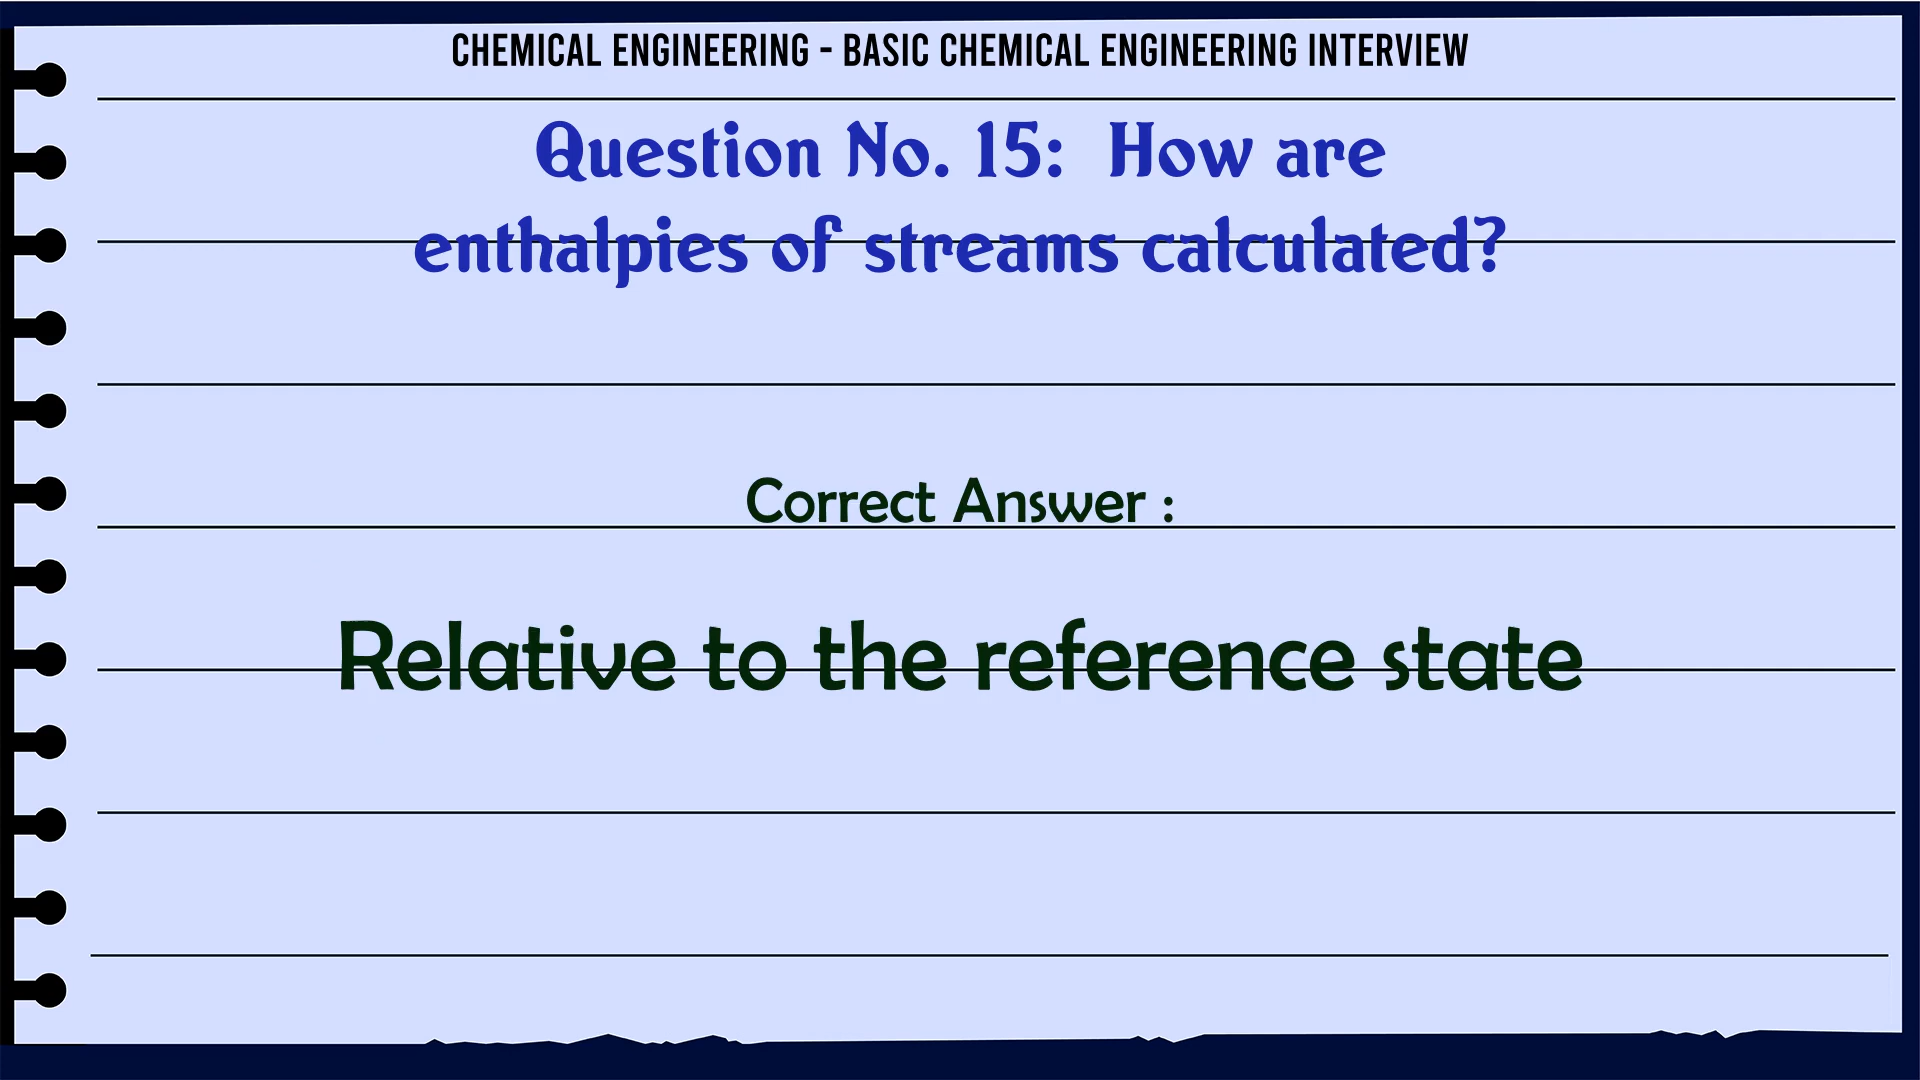 CHEMICAL ENGINEERING - BASIC CHEMICAL ENGINEERING INTERVIEW
Question No. 15: How are
enthalpies of streams calculated?
Correct Answer :
Relative to the reference state